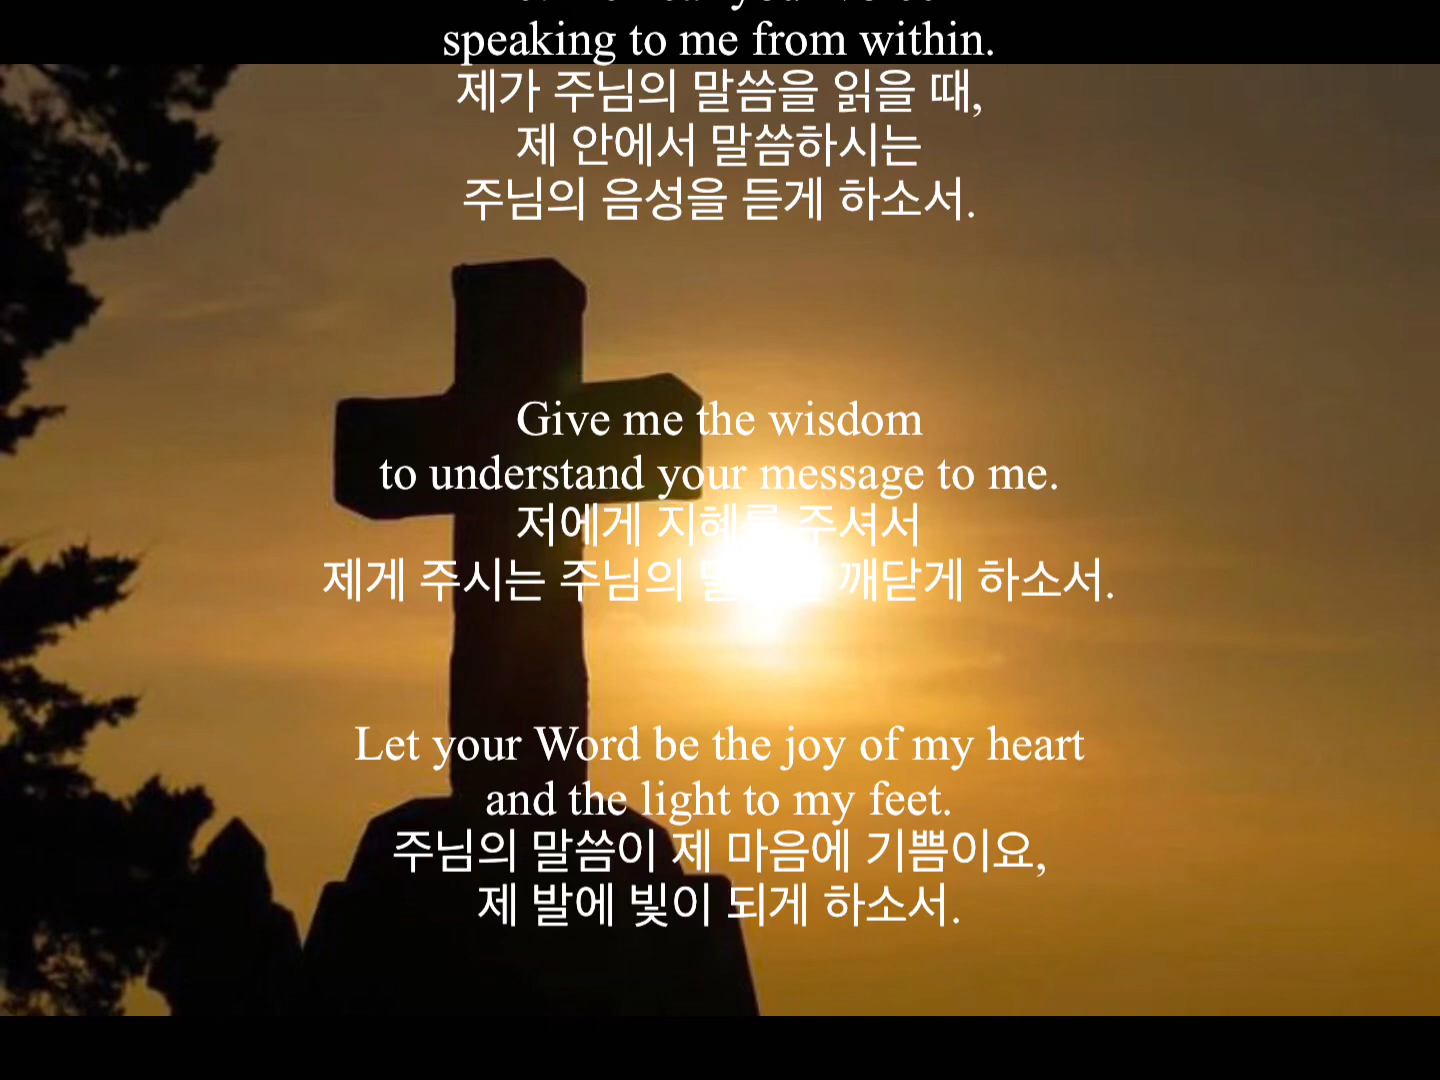 speaking to me from within.
제가 주님의 말씀을 읽을 때,
제 안에서 말씀하시는
주님의 음성을 듣게 하소서.
Give me the wisdom
to understand your message to me.
저에게 지혜를 주셔서
제게 주시는 주님의 깨닫게 하소서.
Let your Word be the joy of my heart
and the light to my feet.
주님의 말씀이 제 마음에 기쁨이요,
제 발에 빛이 되게 하소서.